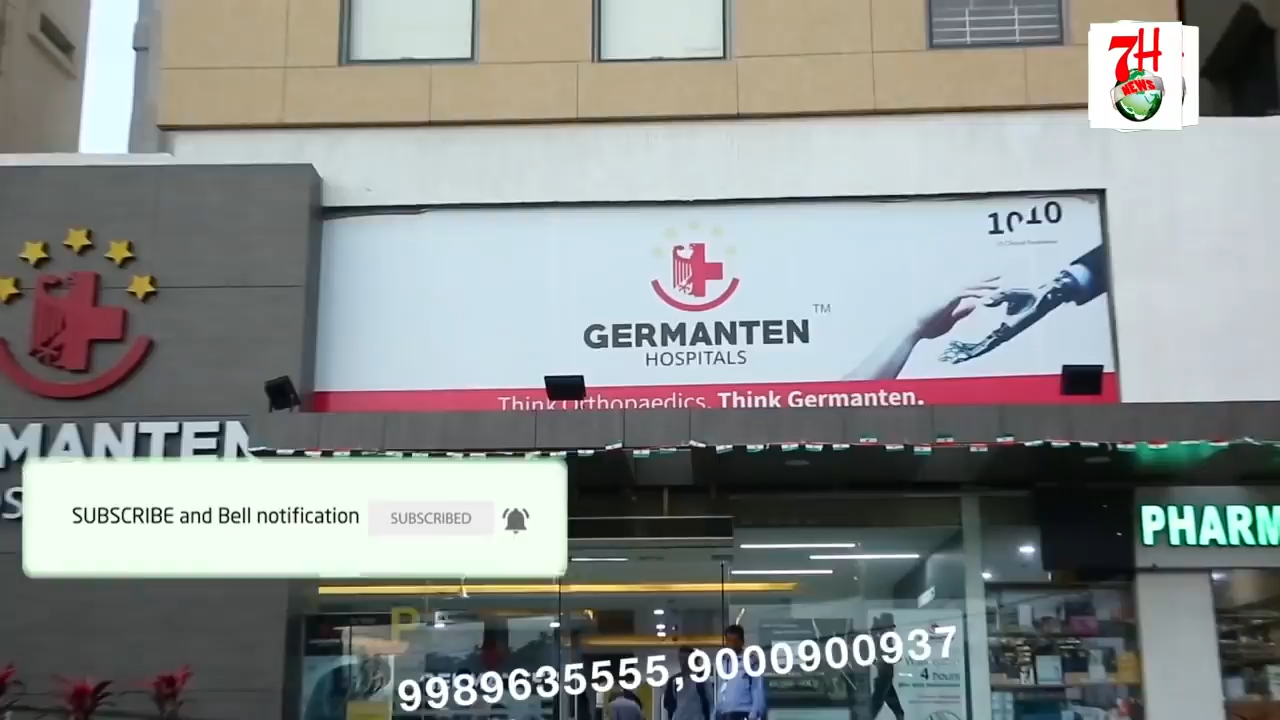 7H
NEWS
1010
GERMANTEN
TM
HOSPITALS
Think Orthopaedics. Think Germanten.
MANTEN
S
SUBSCRIBE and Bell notification
SUBSCRIBED
PHARM
9989635555,9000900937
4 hours